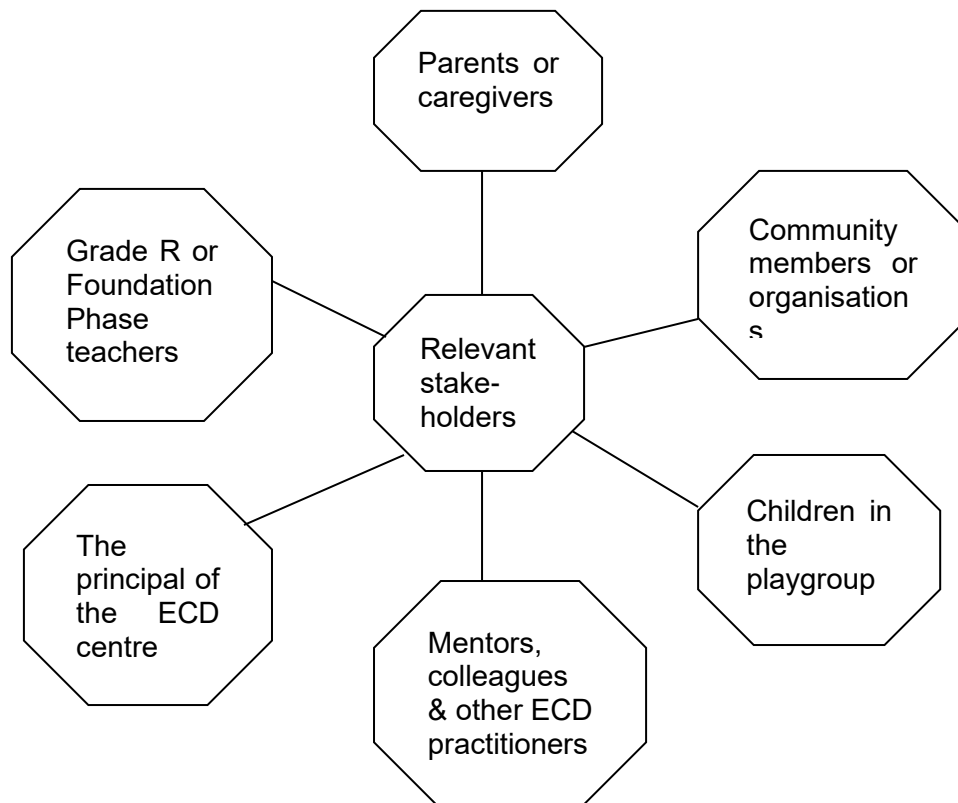 Parents or
caregivers
Grade R or
Foundation
Phase
teachers
Community
members or
organisation
s
Relevant
stake-
holders
The
principal of
the ECD
centre
Children in
the
playgroup
Mentors,
colleagues
& other ECD
practitioners